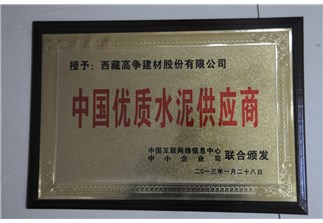 授予：西藏高争建材股份有限公司
中国优质水泥供应商
中国互联网络信息中心
中小企业司 联合颁发
二〇一三年一月二十八日